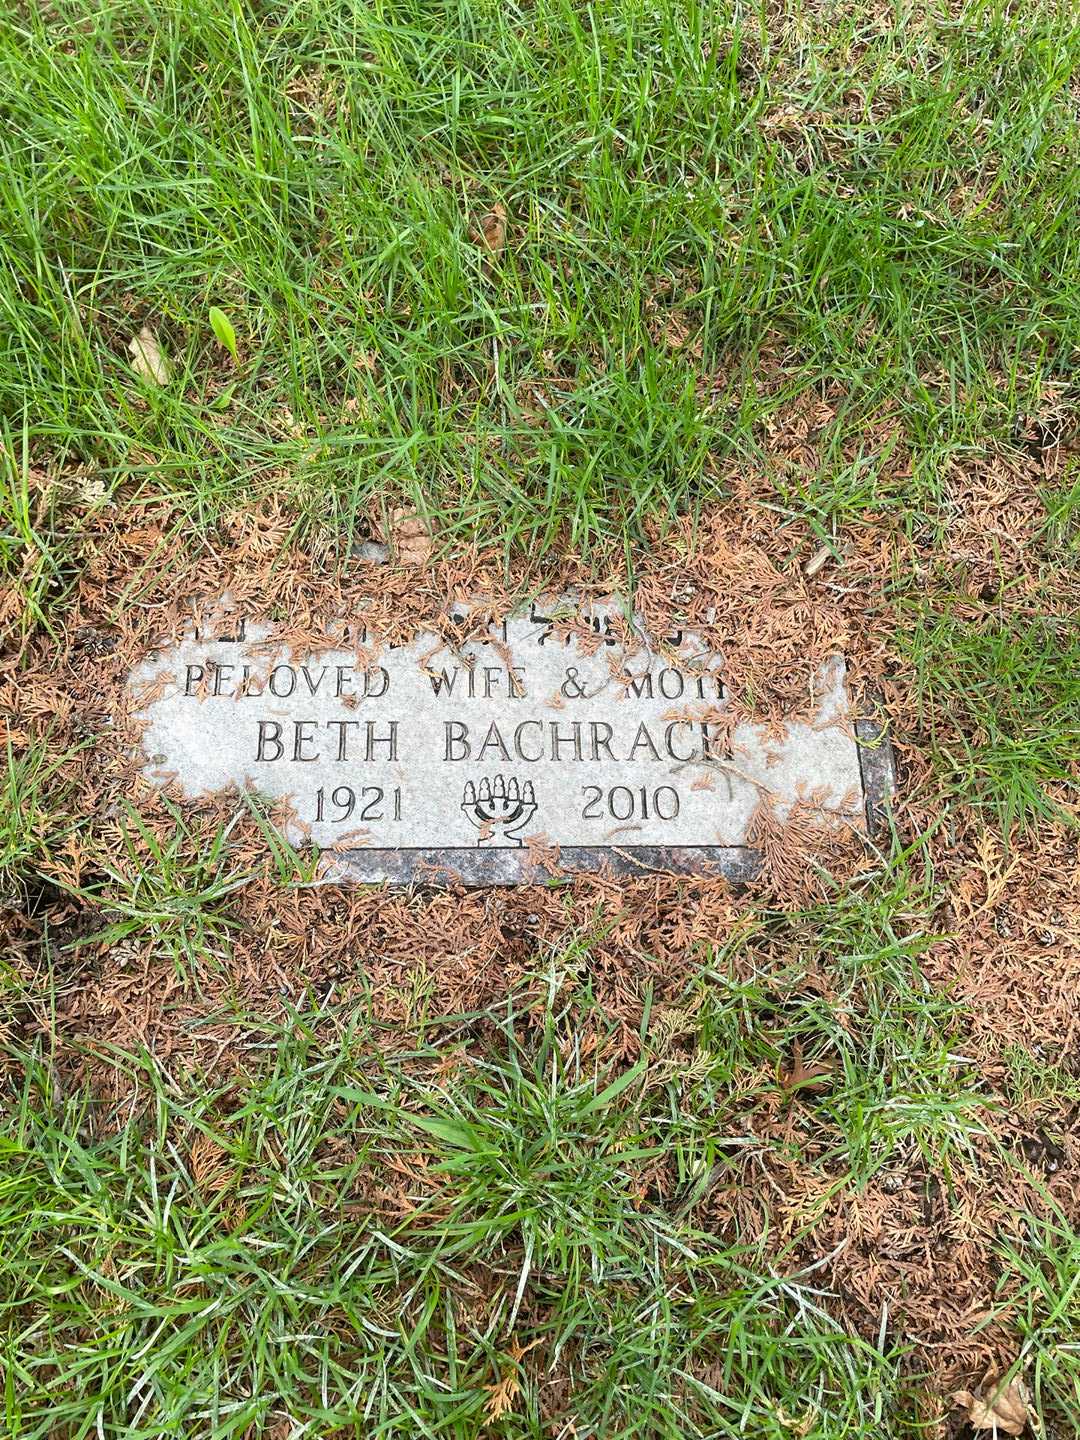 BELOVED WIFE & MOTH
BETH BACHRACH
1921 2010